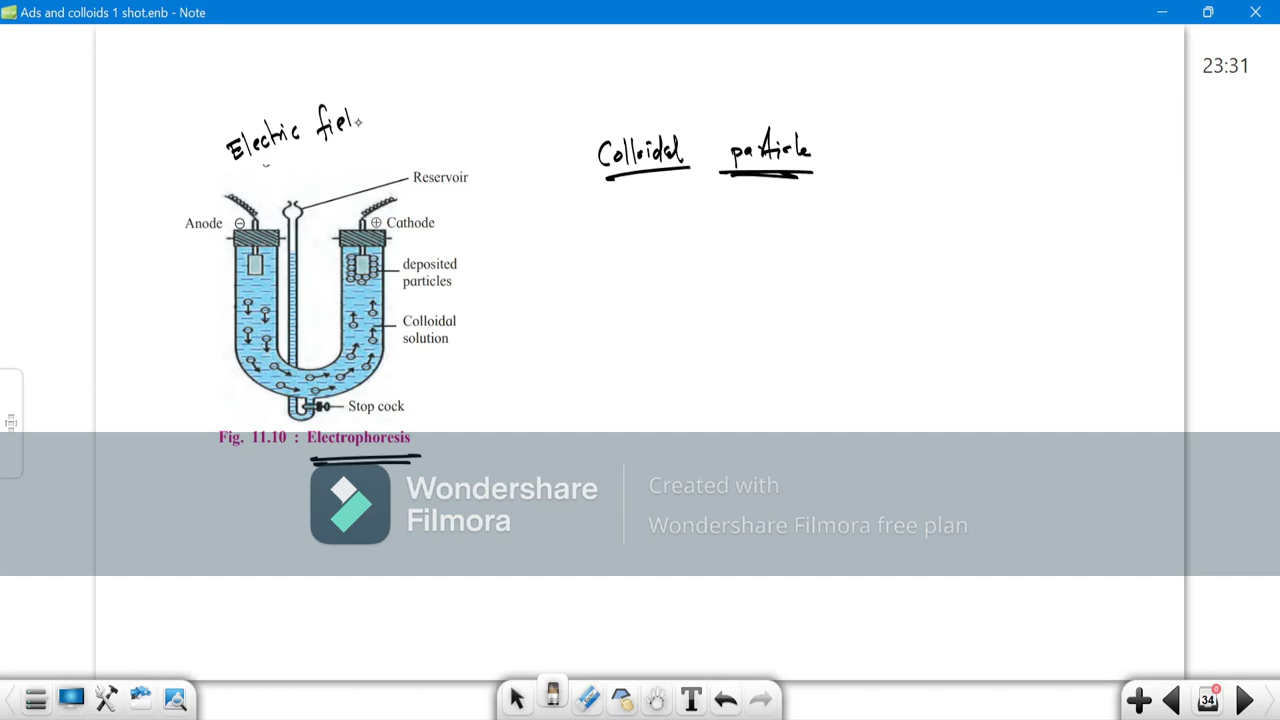 Ads and colloids 1 shot.enb - Note
23:31
Electric fiel
Colloidal particle
Reservoir
Anode ⊖
⊕ Cathode
deposited
particles
Colloidal
solution
Stop cock
Fig. 11.10 : Electrophoresis
Wondershare
Filmora
Created with
Wondershare Filmora free plan
T
34
0